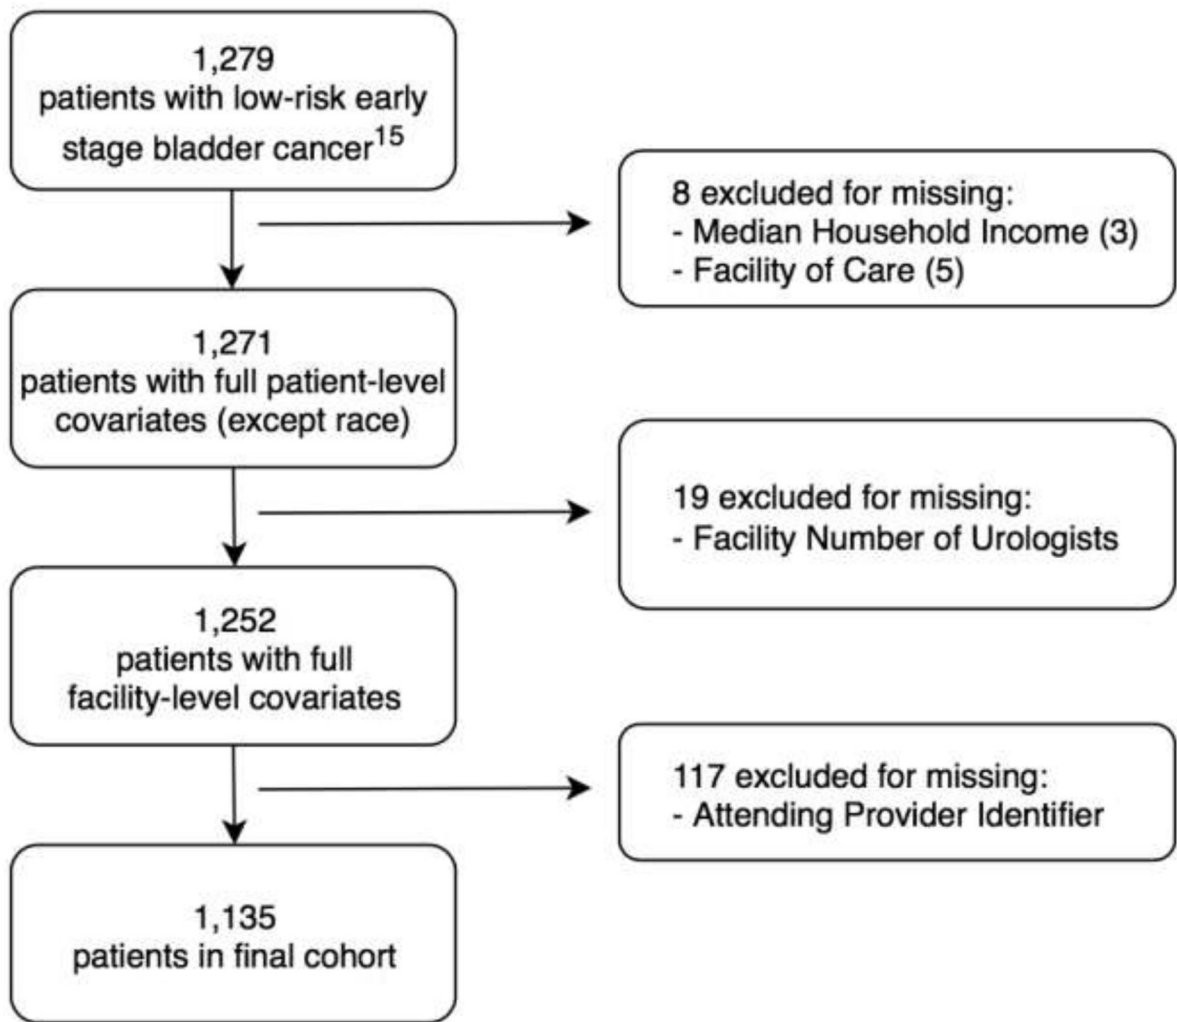 1,279
patients with low-risk early
stage bladder cancer15
8 excluded for missing:
- Median Household Income (3)
- Facility of Care (5)
1,271
patients with full patient-level
covariates (except race)
19 excluded for missing:
- Facility Number of Urologists
1,252
patients with full
facility-level covariates
117 excluded for missing:
- Attending Provider Identifier
1,135
patients in final cohort